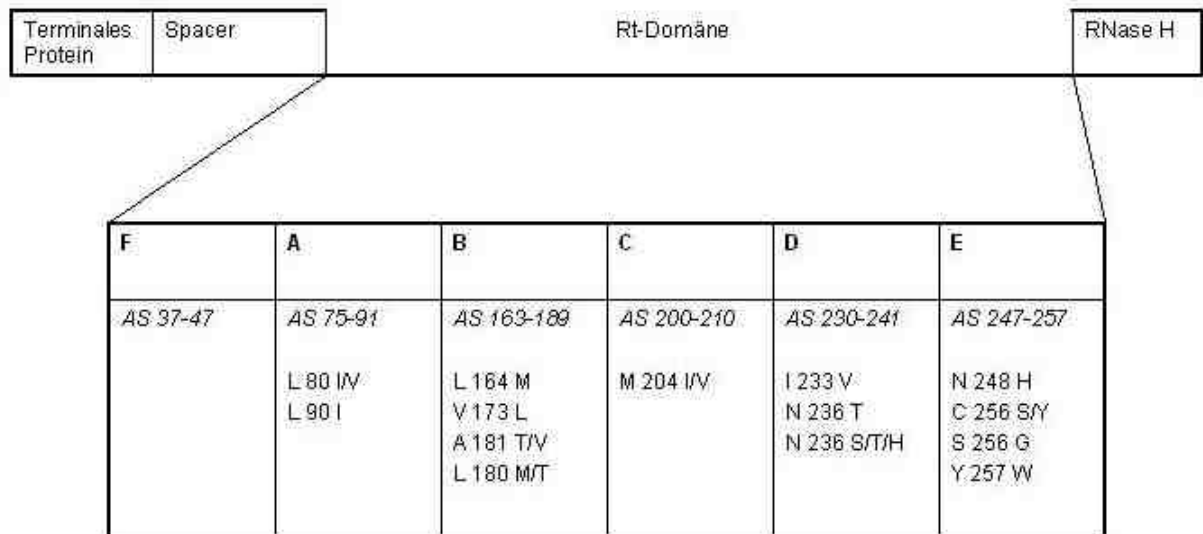 Terminales Protein
Spacer
Rt-Domäne
RNase H
F
A
B
C
D
E
AS 37-47
AS 75-91
AS 163-189
AS 200-210
AS 230-241
AS 247-257
L 80 I/V
L 90 I
L 164 M
V 173 L
A 181 T/V
L 180 M/T
M 204 I/V
I 233 V
N 236 T
N 236 S/T/H
N 248 H
C 256 S/Y
S 256 G
Y 257 W